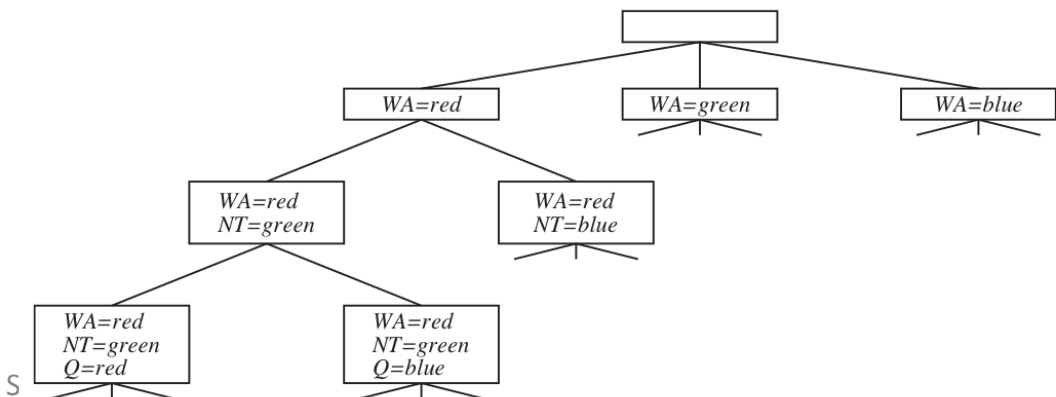 WA=red
WA=green
WA=blue
WA=red
NT=green
WA=red
NT=blue
WA=red
NT=green
Q=red
WA=red
NT=green
Q=blue
S